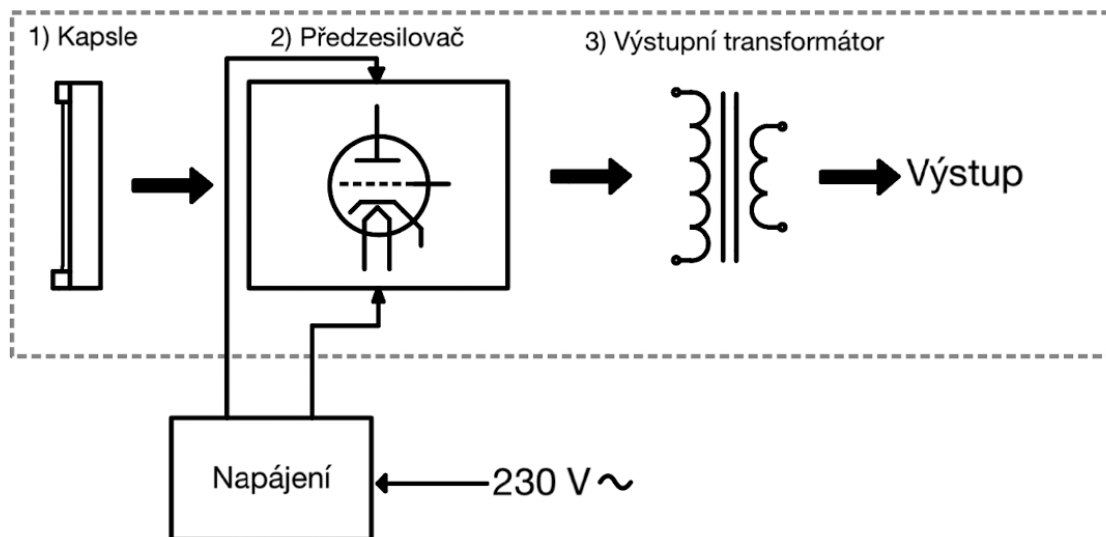 1) Kapsle
2) Předzesilovač
3) Výstupní transformátor
Výstup
Napájení
230 V ~